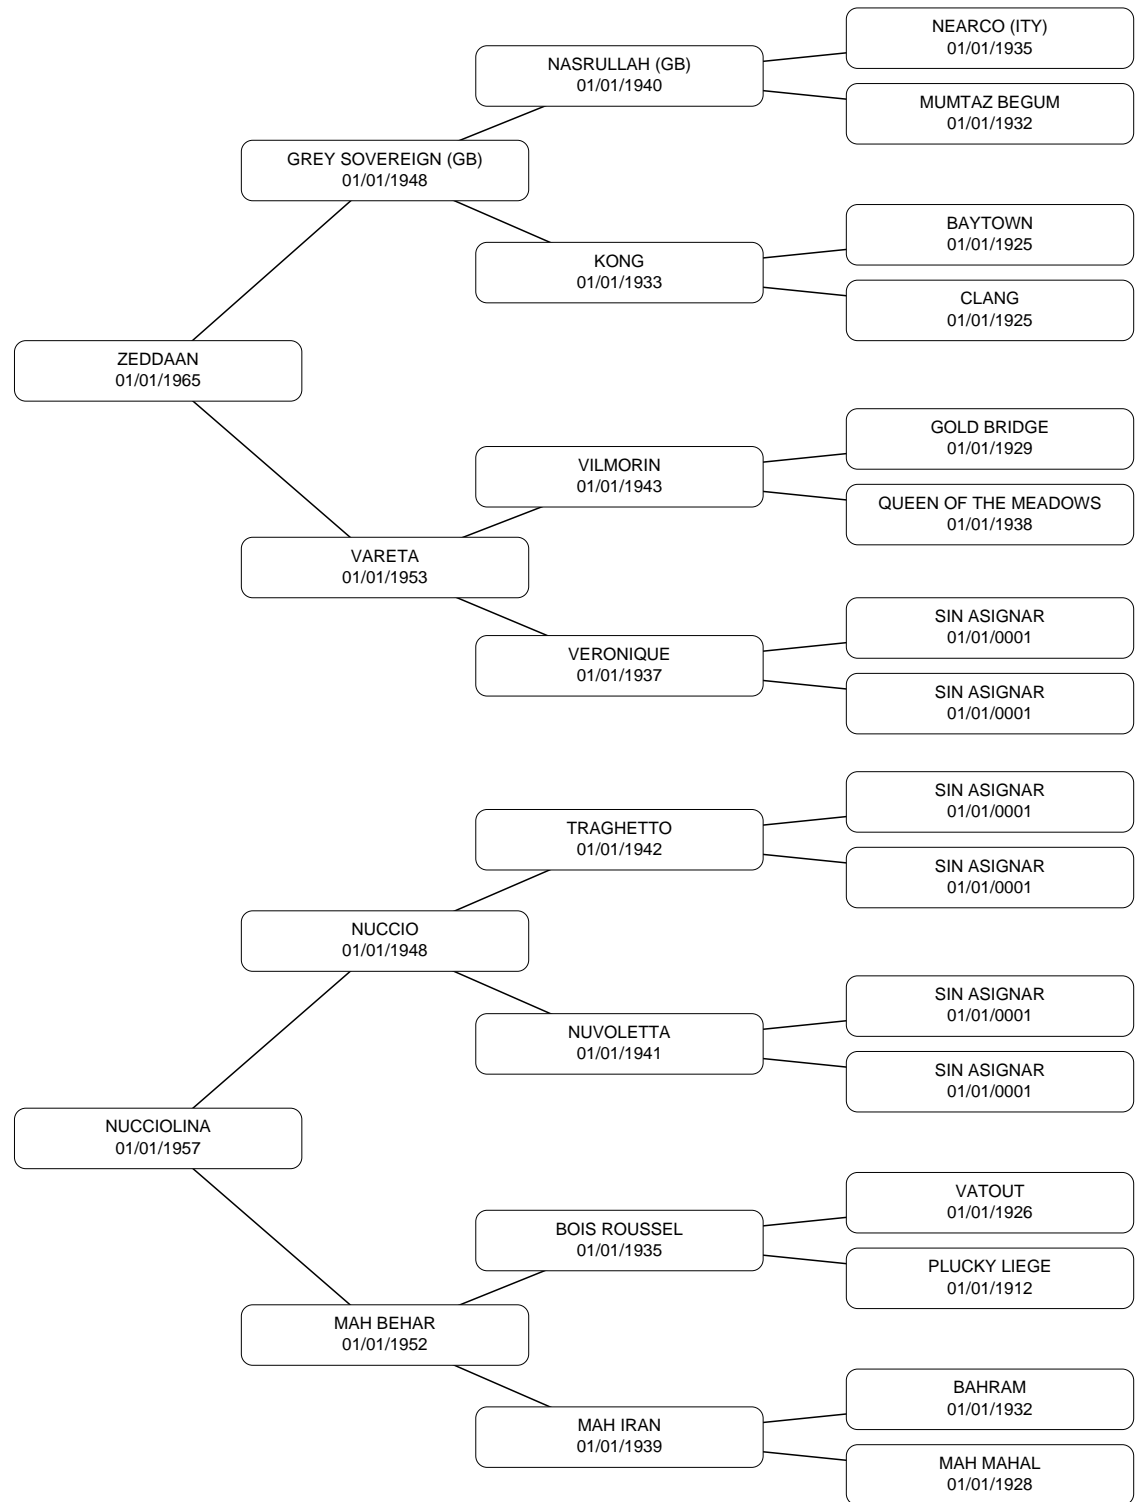 NEARCO (ITY)
01/01/1935
NASRULLAH (GB)
01/01/1940
MUMTAZ BEGUM
01/01/1932
GREY SOVEREIGN (GB)
01/01/1948
BAYTOWN
01/01/1925
KONG
01/01/1933
CLANG
01/01/1925
ZEDDAAN
01/01/1965
GOLD BRIDGE
01/01/1929
VILMORIN
01/01/1943
QUEEN OF THE MEADOWS
01/01/1938
VARETA
01/01/1953
SIN ASIGNAR
01/01/0001
VERONIQUE
01/01/1937
SIN ASIGNAR
01/01/0001
SIN ASIGNAR
01/01/0001
TRAGHETTO
01/01/1942
SIN ASIGNAR
01/01/0001
NUCCIO
01/01/1948
SIN ASIGNAR
01/01/0001
NUVOLETTA
01/01/1941
SIN ASIGNAR
01/01/0001
NUCCIOLINA
01/01/1957
VATOUT
01/01/1926
BOIS ROUSSEL
01/01/1935
PLUCKY LIEGE
01/01/1912
MAH BEHAR
01/01/1952
BAHRAM
01/01/1932
MAH IRAN
01/01/1939
MAH MAHAL
01/01/1928